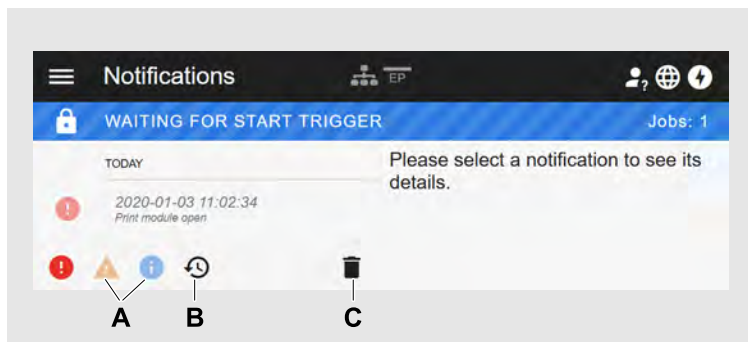 Notifications
EP
?
WAITING FOR START TRIGGER
Jobs: 1
TODAY
Please select a notification to see its
details.
2020-01-03 11:02:34
Print module open
A
B
C